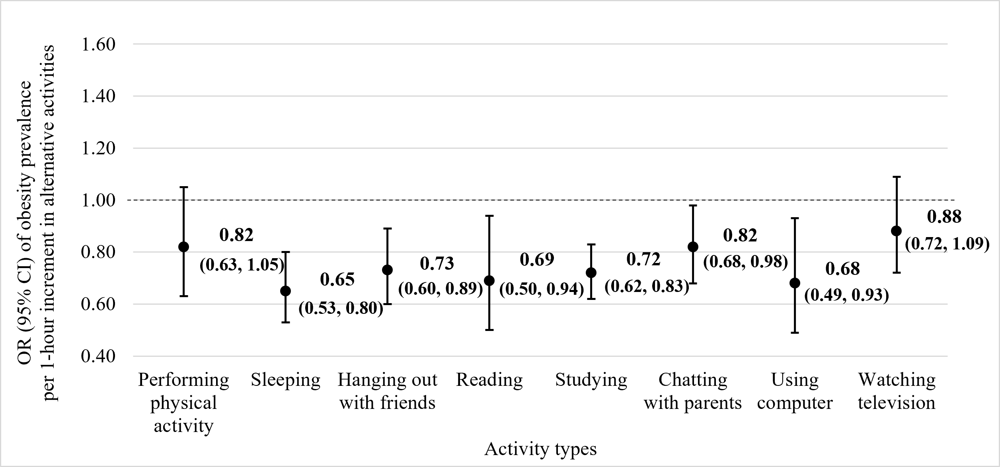 OR (95% CI) of obesity prevalence
per 1-hour increment in alternative activities
1.60
1.40
1.20
1.00
0.80
0.60
0.40
0.82
(0.63, 1.05)
0.65
(0.53, 0.80)
0.73
(0.60, 0.89)
0.69
(0.50, 0.94)
0.72
(0.62, 0.83)
0.82
(0.68, 0.98)
0.68
(0.49, 0.93)
0.88
(0.72, 1.09)
Performing
physical
activity
Sleeping
Hanging out
with friends
Reading
Studying
Chatting
with parents
Using
computer
Watching
television
Activity types